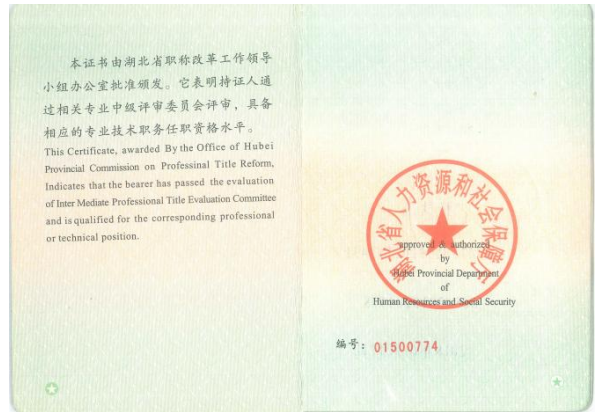 本证书由湖北省职称改革工作领导
小组办公室批准颁发。它表明持证人通
过相关专业中级评审委员会评审，具备
相应的专业技术职务任职资格水平。
This Certificate, awarded By the Office of Hubei
Provincial Commission on Professinal Title Reform,
Indicates that the bearer has passed the evaluation
of Inter Mediate Professional Title Evaluation Committee
and is qualified for the corresponding professional
or technical position.
湖北省人力资源和社会保障厅
approved & authorized
by
Hubei Provincial Department
of
Human Resources and Social Security
编号：01500774